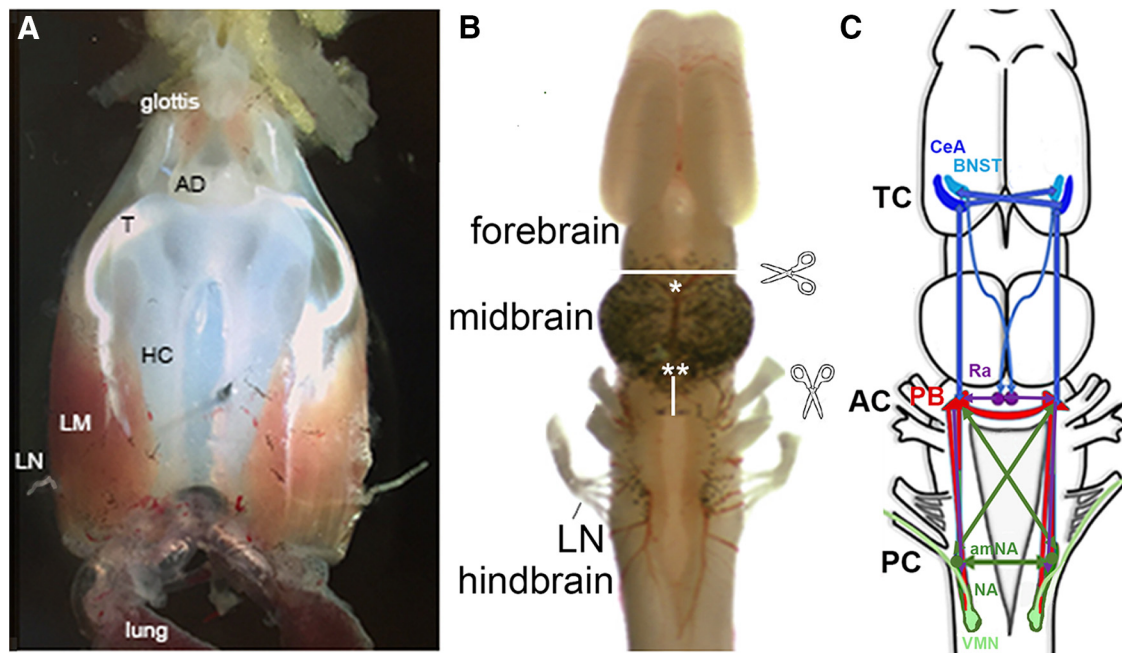 A
glottis
AD
T
HC
LM
LN
lung
B
forebrain
*
midbrain
**
LN
hindbrain
C
CeA
BNST
TC
Ra
AC
PB
PC
amNA
NA
VMN